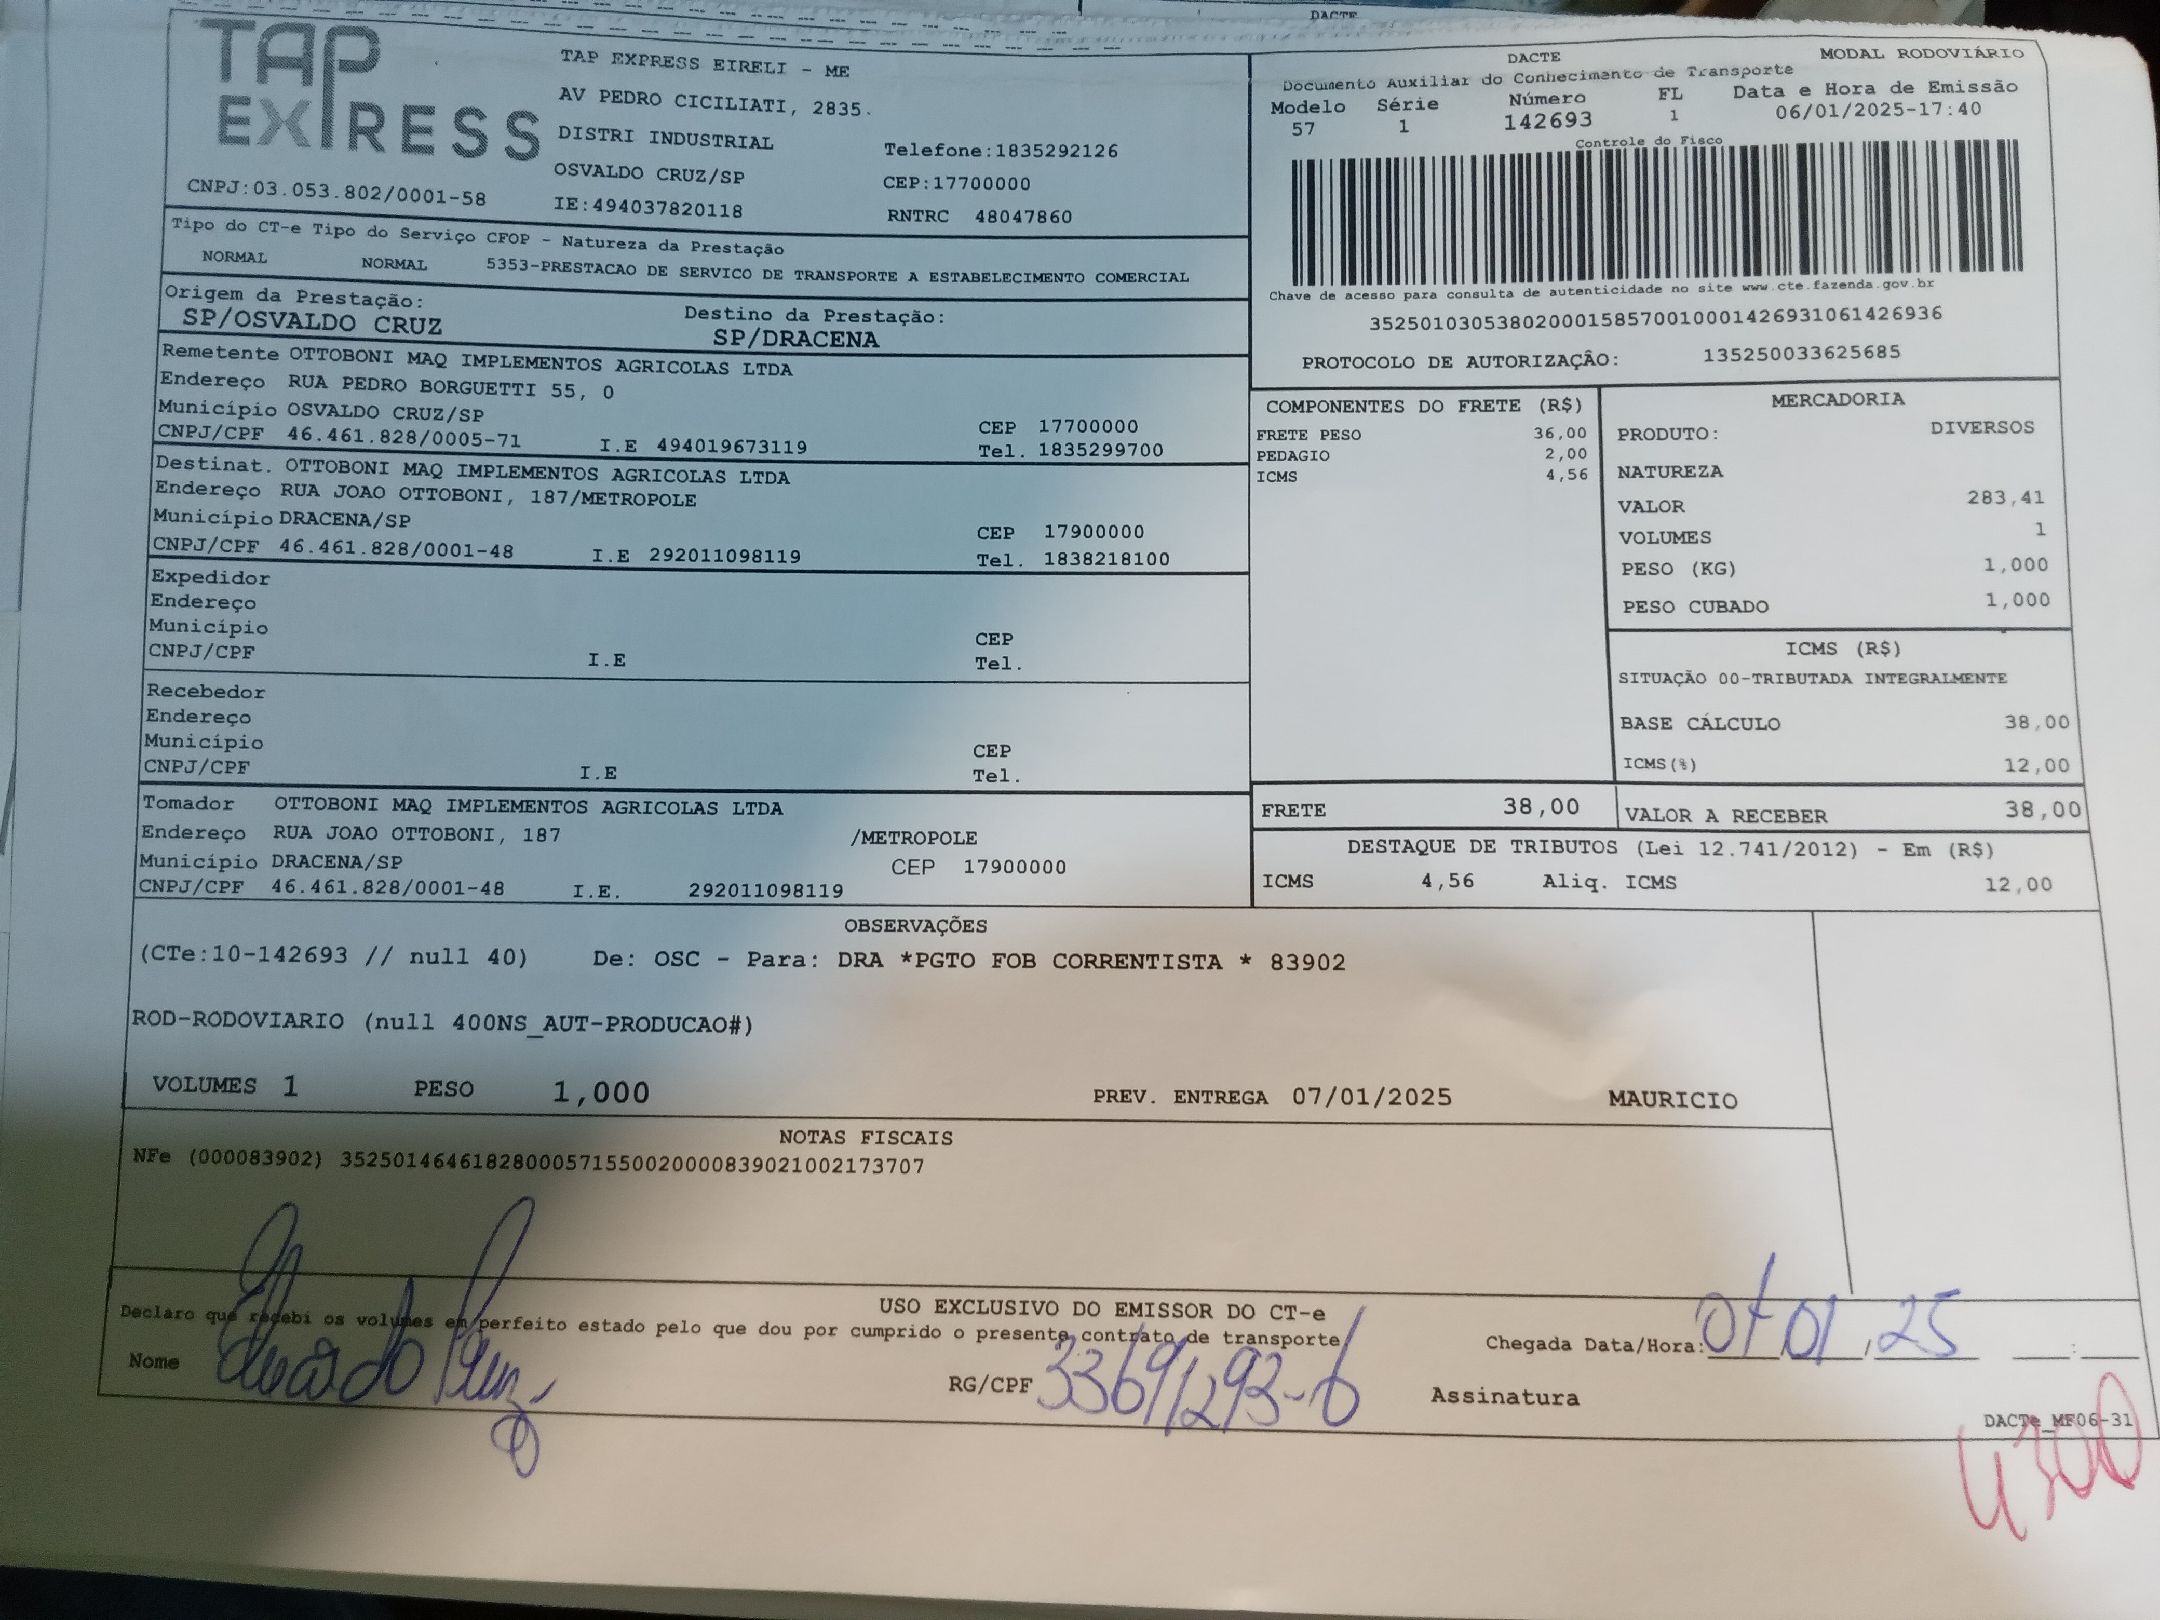 DACTE
TAP EXPRESS
CNPJ:03.053.802/0001-58
TAP EXPRESS EIRELI - ME
AV PEDRO CICILIATI, 2835.
DISTRI INDUSTRIAL
OSVALDO CRUZ/SP
IE:494037820118
Telefone:1835292126
CEP:17700000
RNTRC 48047860
DACTE MODAL RODOVIÁRIO
Documento Auxiliar do Conhecimento de Transporte
Modelo Série Número FL Data e Hora de Emissão
57 1 142693 1 06/01/2025-17:40
Controle do Fisco
Chave de acesso para consulta de autenticidade no site www.cte.fazenda.gov.br
35250103053802000158570010001426931061426936
PROTOCOLO DE AUTORIZAÇÃO: 135250033625685
Tipo do CT-e Tipo do Serviço CFOP - Natureza da Prestação
NORMAL NORMAL 5353-PRESTACAO DE SERVICO DE TRANSPORTE A ESTABELECIMENTO COMERCIAL
Origem da Prestação: Destino da Prestação:
SP/OSVALDO CRUZ SP/DRACENA
Remetente OTTOBONI MAQ IMPLEMENTOS AGRICOLAS LTDA
Endereço RUA PEDRO BORGUETTI 55, 0
Município OSVALDO CRUZ/SP CEP 17700000
CNPJ/CPF 46.461.828/0005-71 I.E 494019673119 Tel. 1835299700
Destinat. OTTOBONI MAQ IMPLEMENTOS AGRICOLAS LTDA
Endereço RUA JOAO OTTOBONI, 187/METROPOLE
Município DRACENA/SP CEP 17900000
CNPJ/CPF 46.461.828/0001-48 I.E 292011098119 Tel. 1838218100
Expedidor
Endereço
Município CEP
CNPJ/CPF I.E Tel.
Recebedor
Endereço
Município CEP
CNPJ/CPF I.E Tel.
Tomador OTTOBONI MAQ IMPLEMENTOS AGRICOLAS LTDA
Endereço RUA JOAO OTTOBONI, 187 /METROPOLE
Município DRACENA/SP CEP 17900000
CNPJ/CPF 46.461.828/0001-48 I.E. 292011098119
COMPONENTES DO FRETE (R$)
FRETE PESO 36,00
PEDAGIO 2,00
ICMS 4,56
MERCADORIA
PRODUTO: DIVERSOS
NATUREZA
VALOR 283,41
VOLUMES 1
PESO (KG) 1,000
PESO CUBADO 1,000
ICMS (R$)
SITUAÇÃO 00-TRIBUTADA INTEGRALMENTE
BASE CÁLCULO 38,00
ICMS(%) 12,00
FRETE 38,00 VALOR A RECEBER 38,00
DESTAQUE DE TRIBUTOS (Lei 12.741/2012) - Em (R$)
ICMS 4,56 Aliq. ICMS 12,00
OBSERVAÇÕES
(CTe:10-142693 // null 40) De: OSC - Para: DRA *PGTO FOB CORRENTISTA * 83902
ROD-RODOVIARIO (null 400NS_AUT-PRODUCAO#)
VOLUMES 1 PESO 1,000 PREV. ENTREGA 07/01/2025 MAURICIO
NOTAS FISCAIS
NFe (000083902) 35250146461828000571550020000839021002173707
USO EXCLUSIVO DO EMISSOR DO CT-e
Declaro que recebi os volumes em perfeito estado pelo que dou por cumprido o presente contrato de transporte
Chegada Data/Hora: 07/01/25 :
Nome RG/CPF 33691293-6 Assinatura
DACTe_MF06-31
4300